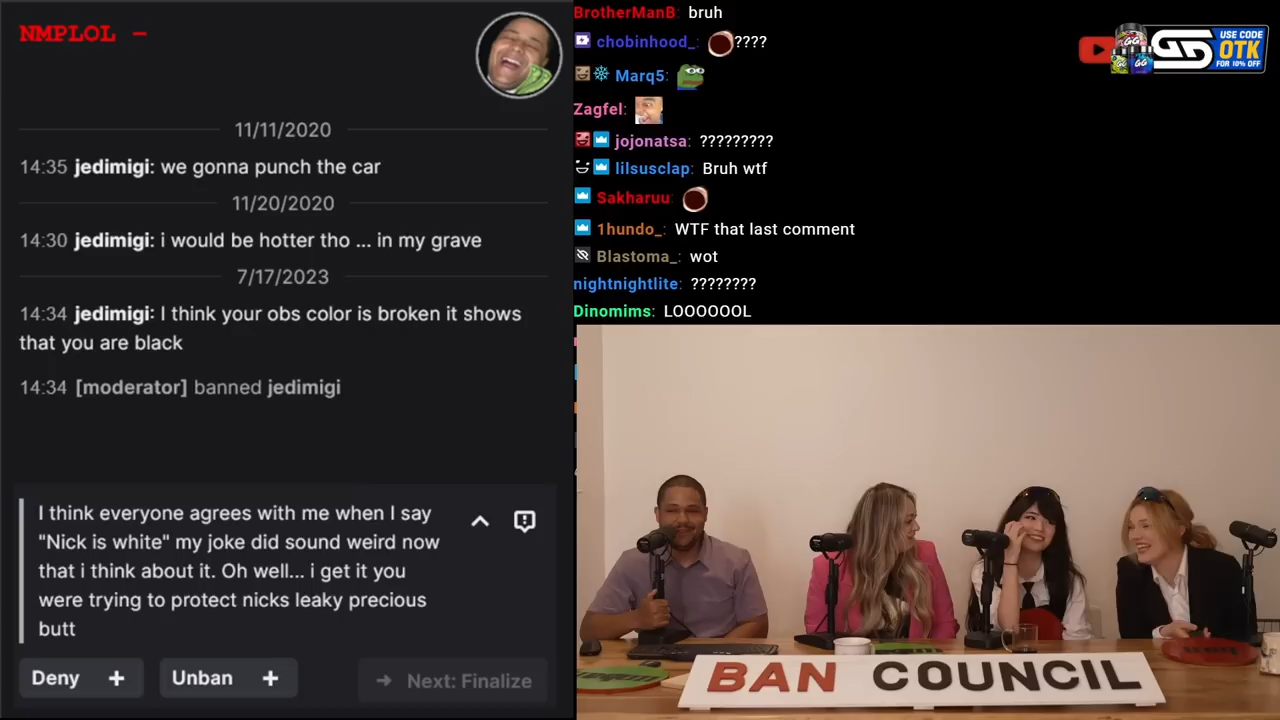 NMPLOL -
11/11/2020
14:35 jedimigi: we gonna punch the car
11/20/2020
14:30 jedimigi: i would be hotter tho ... in my grave
7/17/2023
14:34 jedimigi: I think your obs color is broken it shows
that you are black
14:34 [moderator] banned jedimigi
I think everyone agrees with me when I say
"Nick is white" my joke did sound weird now
that i think about it. Oh well... i get it you
were trying to protect nicks leaky precious
butt
Deny +
Unban +
Next: Finalize
BrotherManB: bruh
chobinhood_: ????
Marq5:
Zagfel:
jojonatsa: ?????????
lilsusclap: Bruh wtf
Sakharuu:
1hundo_: WTF that last comment
Blastoma_: wot
nightnightlite: ????????
Dinomims: LOOOOOOL
GG
GG
GG
USE CODE
OTK
FOR 10% OFF
BAN COUNCIL